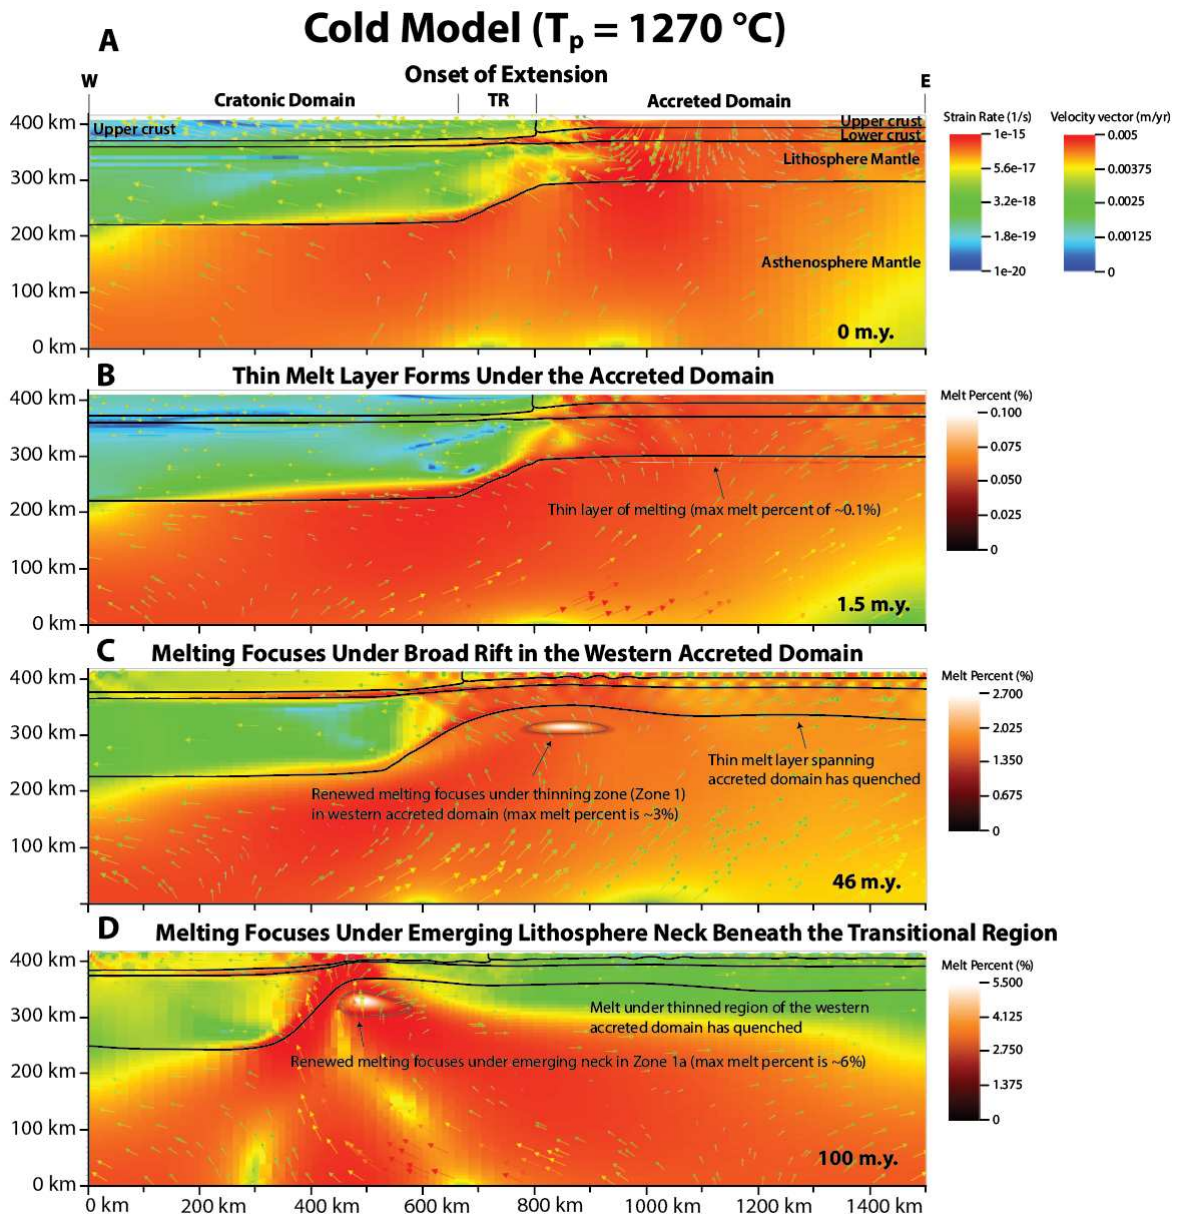 Cold Model (Tp = 1270 °C)
A
Onset of Extension
W
E
Cratonic Domain
TR
Accreted Domain
400 km
300 km
200 km
100 km
0 km
Upper crust
Upper crust
Lower crust
Lithosphere Mantle
Asthenosphere Mantle
0 m.y.
Strain Rate (1/s)
1e-15
5.6e-17
3.2e-18
1.8e-19
1e-20
Velocity vector (m/yr)
0.005
0.00375
0.0025
0.00125
0
B
Thin Melt Layer Forms Under the Accreted Domain
400 km
300 km
200 km
100 km
0 km
Thin layer of melting (max melt percent of ~0.1%)
1.5 m.y.
Melt Percent (%)
0.100
0.075
0.050
0.025
0
C
Melting Focuses Under Broad Rift in the Western Accreted Domain
400 km
300 km
200 km
100 km
Renewed melting focuses under thinning zone (Zone 1)
in western accreted domain (max melt percent is ~3%)
Thin melt layer spanning
accreted domain has quenched
46 m.y.
Melt Percent (%)
2.700
2.025
1.350
0.675
0
D
Melting Focuses Under Emerging Lithosphere Neck Beneath the Transitional Region
400 km
300 km
200 km
100 km
0 km
Melt under thinned region of the western
accreted domain has quenched
Renewed melting focuses under emerging neck in Zone 1a (max melt percent is ~6%)
100 m.y.
Melt Percent (%)
5.500
4.125
2.750
1.375
0
0 km
200 km
400 km
600 km
800 km
1000 km
1200 km
1400 km